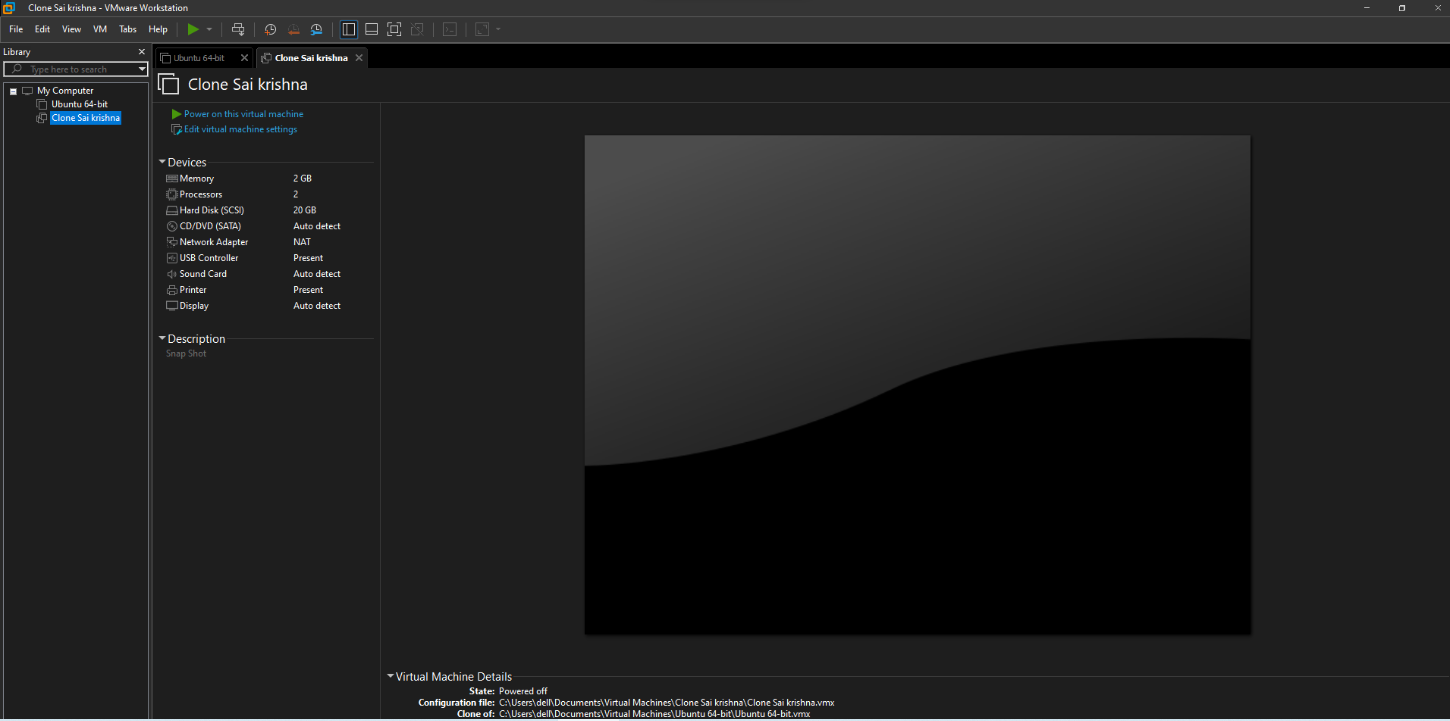 Clone Sai krishna - VMware Workstation
File Edit View VM Tabs Help
Library
Type here to search
My Computer
Ubuntu 64-bit
Clone Sai krishna
Ubuntu 64-bit Clone Sai krishna
Clone Sai krishna
Power on this virtual machine
Edit virtual machine settings
Devices
Memory 2 GB
Processors 2
Hard Disk (SCSI) 20 GB
CD/DVD (SATA) Auto detect
Network Adapter NAT
USB Controller Present
Sound Card Auto detect
Printer Present
Display Auto detect
Description
Snap Shot
Virtual Machine Details
State: Powered off
Configuration file: C:\Users\dell\Documents\Virtual Machines\Clone Sai krishna\Clone Sai krishna.vmx
Clone of: C:\Users\dell\Documents\Virtual Machines\Ubuntu 64-bit\Ubuntu 64-bit.vmx